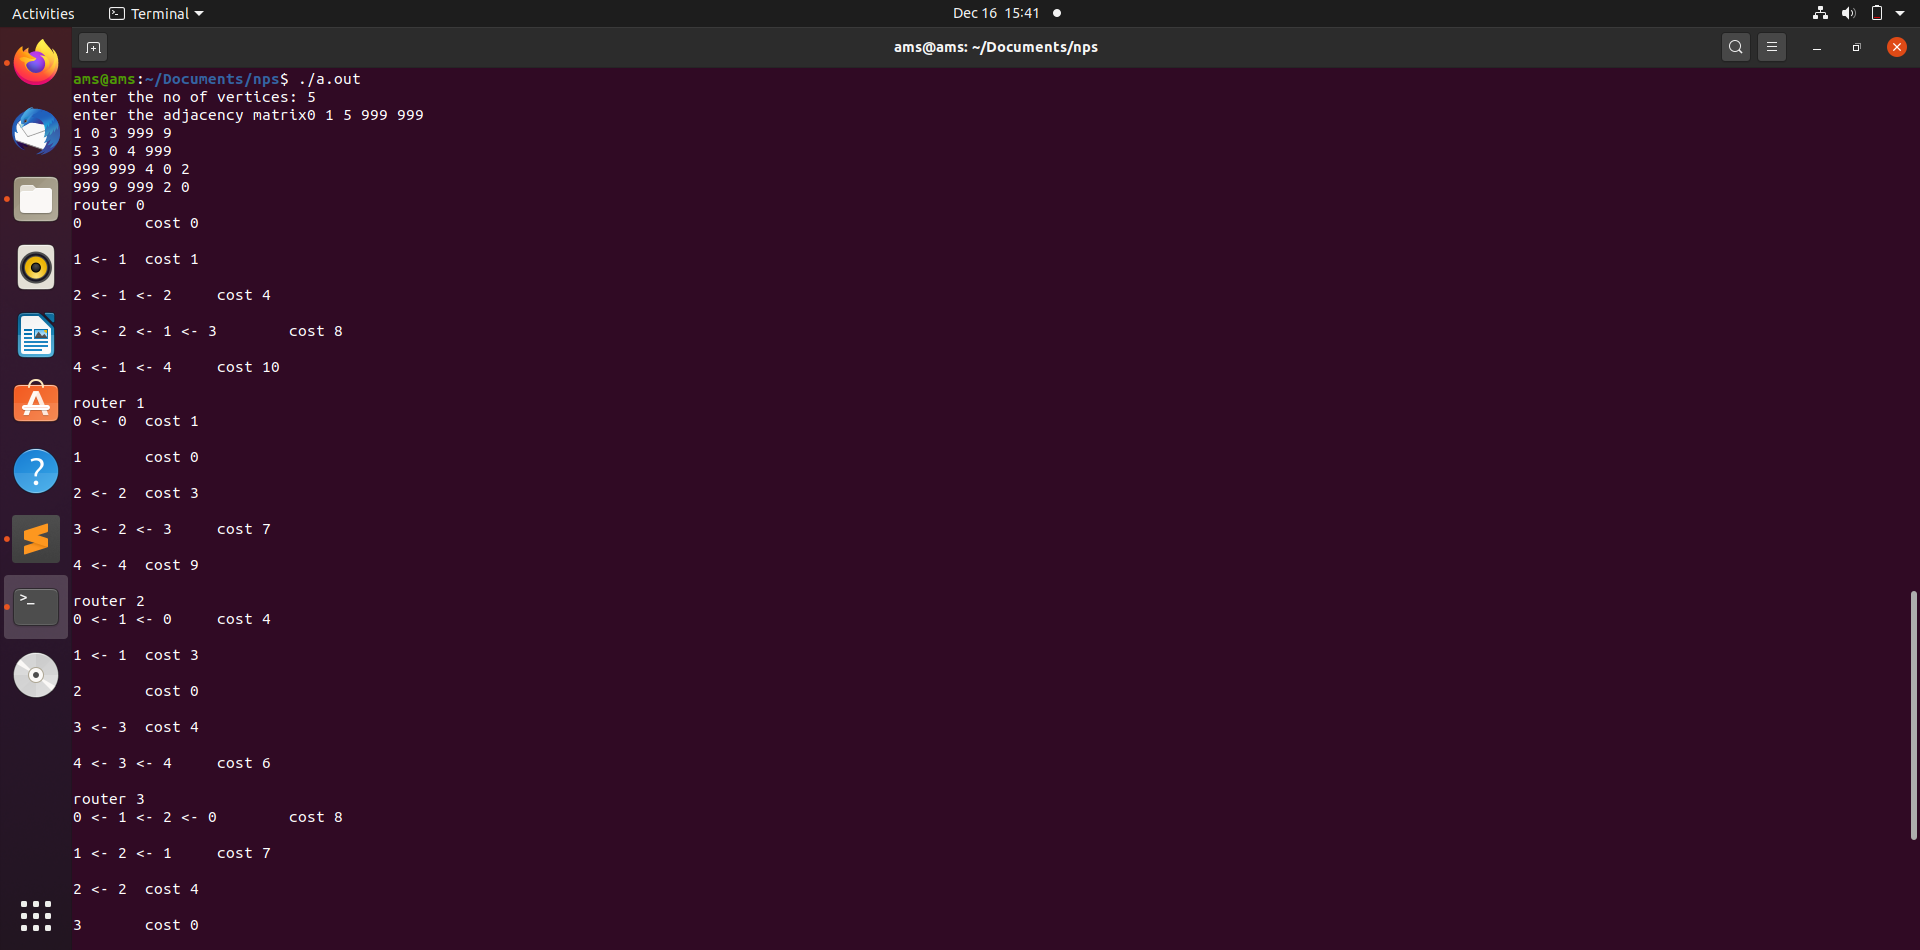 Activities
Terminal
Dec 16 15:41
ams@ams: ~/Documents/nps
ams@ams:~/Documents/nps$ ./a.out
enter the no of vertices: 5
enter the adjacency matrix0 1 5 999 999
1 0 3 999 9
5 3 0 4 999
999 999 4 0 2
999 9 999 2 0
router 0
0       cost 0
1 <- 1  cost 1
2 <- 1 <- 2     cost 4
3 <- 2 <- 1 <- 3        cost 8
4 <- 1 <- 4     cost 10
router 1
0 <- 0  cost 1
1       cost 0
2 <- 2  cost 3
3 <- 2 <- 3     cost 7
4 <- 4  cost 9
router 2
0 <- 1 <- 0     cost 4
1 <- 1  cost 3
2       cost 0
3 <- 3  cost 4
4 <- 3 <- 4     cost 6
router 3
0 <- 1 <- 2 <- 0        cost 8
1 <- 2 <- 1     cost 7
2 <- 2  cost 4
3       cost 0